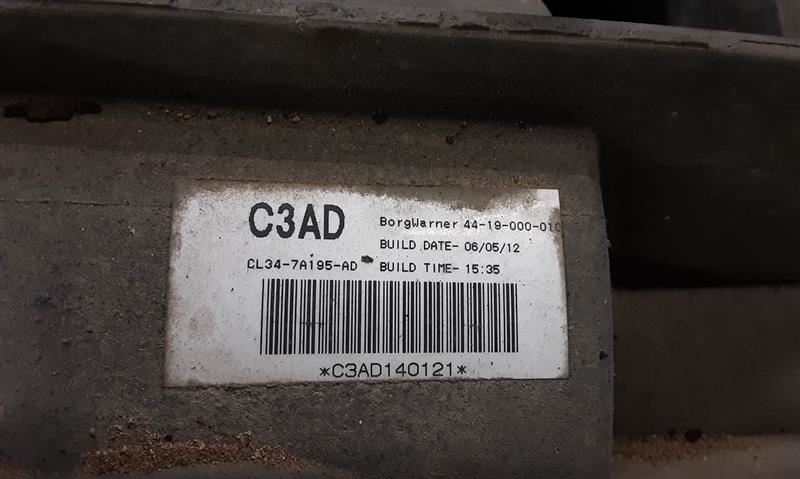 C3AD
BorgWarner 44-19-000-010
BUILD DATE- 06/05/12
CL34-7A195-AD
BUILD TIME- 15:35
*C3AD140121*